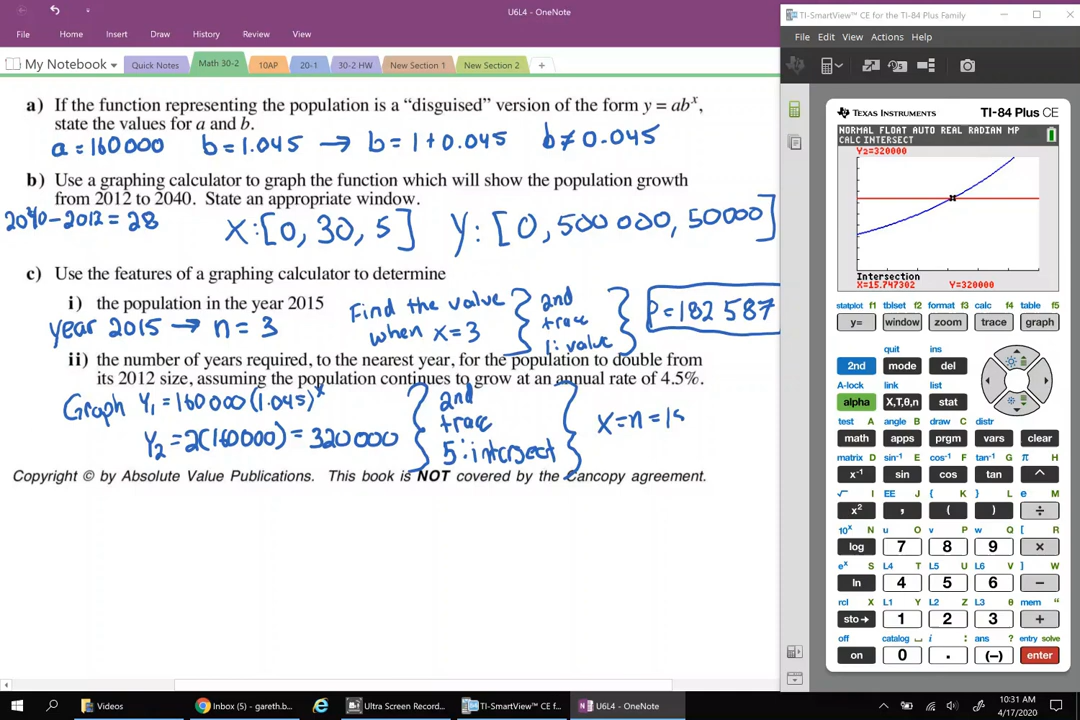 U6L4 - OneNote
File Home Insert Draw History Review View
My Notebook Quick Notes Math 30-2 10AP 20-1 30-2 HW New Section 1 New Section 2 +
a) If the function representing the population is a “disguised” version of the form y = ab^x,
state the values for a and b.
a = 160 000 b = 1.045 → b = 1 + 0.045 b ≠ 0.045
b) Use a graphing calculator to graph the function which will show the population growth
from 2012 to 2040. State an appropriate window.
2040 - 2012 = 28 X: [0, 30, 5] Y: [0, 500 000, 50000]
c) Use the features of a graphing calculator to determine
i) the population in the year 2015
year 2015 → n = 3
Find the value
when x = 3
2nd
trace
1: value
P = 182 587
ii) the number of years required, to the nearest year, for the population to double from
its 2012 size, assuming the population continues to grow at an annual rate of 4.5%.
Graph Y1 = 160 000 (1.045)^x
Y2 = 2(160 000) = 320 000
2nd
trace
5: intersect
X = n = 15
Copyright © by Absolute Value Publications. This book is NOT covered by the Cancopy agreement.
TI-SmartView™ CE for the TI-84 Plus Family
File Edit View Actions Help
TEXAS INSTRUMENTS TI-84 Plus CE
NORMAL FLOAT AUTO REAL RADIAN MP
CALC INTERSECT
Y2=320000
Intersection
X=15.747302 Y=320000
statplot f1 tblset f2 format f3 calc f4 table f5
y= window zoom trace graph
quit ins
2nd mode del
A-lock link list
alpha X,T,θ,n stat
test A angle B draw C distr
math apps prgm vars clear
matrix D sin⁻¹ E cos⁻¹ F tan⁻¹ G π H
x⁻¹ sin cos tan ^
√ I EE J { K } L e M
x² , ( ) ÷
10ˣ N u O v P w Q [ R
log 7 8 9 ×
eˣ S L4 T L5 U L6 V ] W
ln 4 5 6 −
rcl X L1 Y L2 Z L3 θ mem “
sto→ 1 2 3 +
off catalog i : ans ? entry solve
on 0 . (−) enter
Videos Inbox (5) - gareth.b... Ultra Screen Record... TI-SmartView CE f... U6L4 - OneNote
10:31 AM
4/17/2020